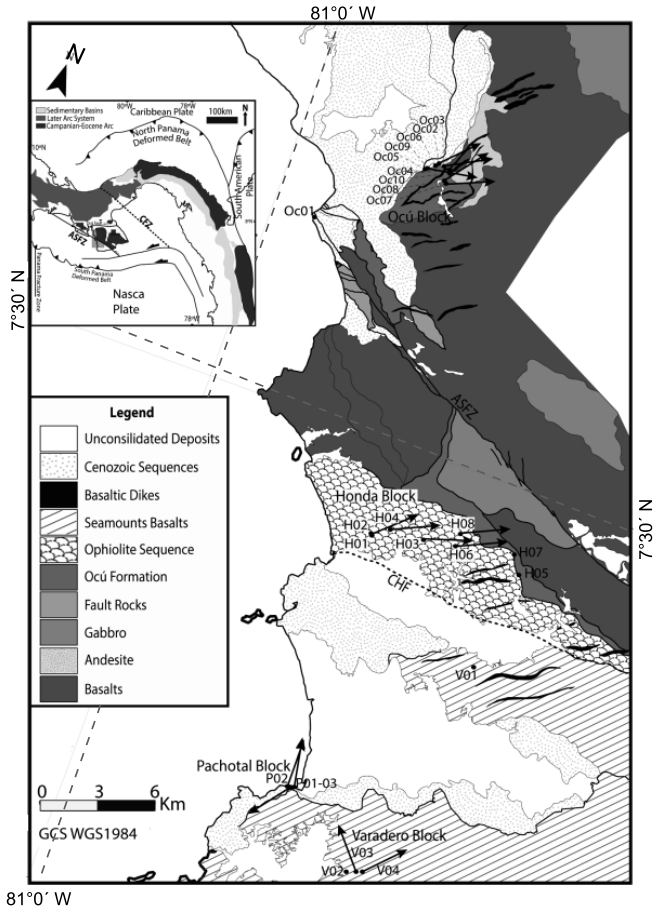 81°0´ W
N
Sedimentary Basins
Later Arc System
Campanian-Eocene Arc
80°W
78°W
Caribbean Plate
100km
N
North Panama
Deformed Belt
10°N
South American
Plate
CFZ
ASFZ
Panama Fracture Zone
South Panama
Deformed Belt
Nasca
Plate
78°W
Oc03
Oc02
Oc06
Oc09
Oc05
Oc04
Oc10
Oc08
Oc07
Oc01
Ocú Block
7°30´ N
ASFZ
Legend
Unconsilidated Deposits
Cenozoic Sequences
Basaltic Dikes
Seamounts Basalts
Ophiolite Sequence
Ocú Formation
Fault Rocks
Gabbro
Andesite
Basalts
Honda Block
H04
H02
H08
H01
H03
H06
H07
H05
7°30´ N
CHF
V01
Pachotal Block
P02
P01-03
0 3 6 Km
GCS WGS1984
Varadero Block
V03
V02
V04
81°0´ W